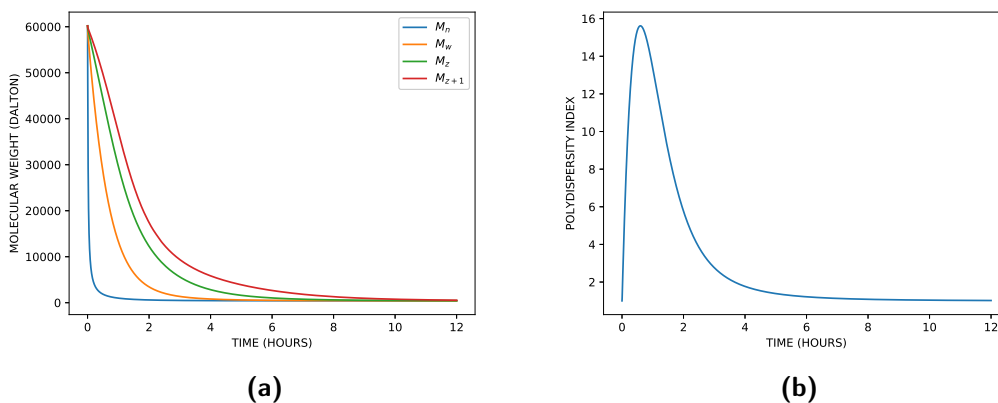 60000
50000
40000
30000
20000
10000
0
MOLECULAR WEIGHT (DALTON)
0 2 4 6 8 10 12
TIME (HOURS)
M_n
M_w
M_z
M_{z+1}
(a)
16
14
12
10
8
6
4
2
POLYDISPERSITY INDEX
0 2 4 6 8 10 12
TIME (HOURS)
(b)